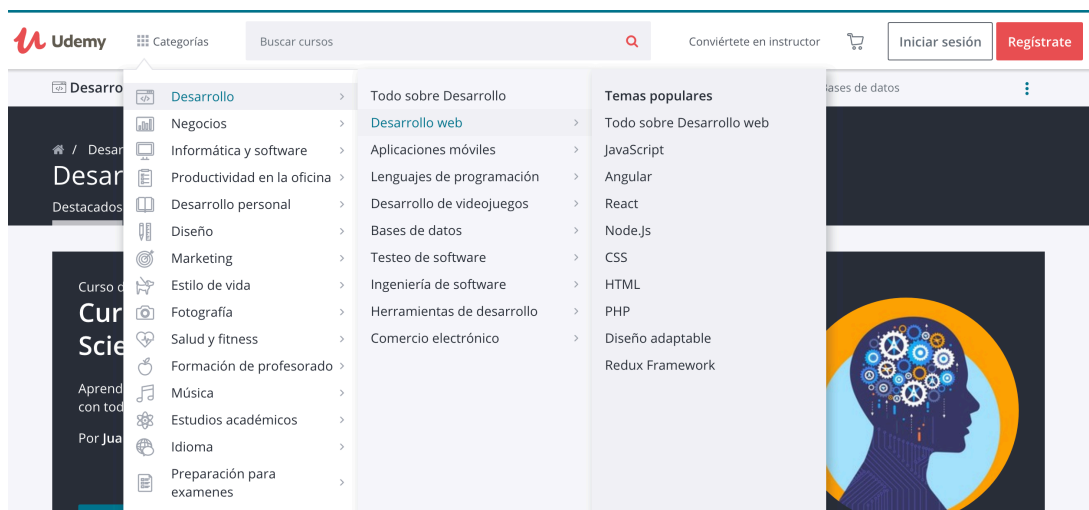 Udemy
Categorías
Buscar cursos
Conviértete en instructor
Iniciar sesión
Regístrate
Desarro
Bases de datos
/ Desar
Desar
Destacados
Curso d
Cur
Scie
Aprend
con tod
Por Jua
Desarrollo
Negocios
Informática y software
Productividad en la oficina
Desarrollo personal
Diseño
Marketing
Estilo de vida
Fotografía
Salud y fitness
Formación de profesorado
Música
Estudios académicos
Idioma
Preparación para
examenes
Todo sobre Desarrollo
Desarrollo web
Aplicaciones móviles
Lenguajes de programación
Desarrollo de videojuegos
Bases de datos
Testeo de software
Ingeniería de software
Herramientas de desarrollo
Comercio electrónico
Temas populares
Todo sobre Desarrollo web
JavaScript
Angular
React
Node.Js
CSS
HTML
PHP
Diseño adaptable
Redux Framework